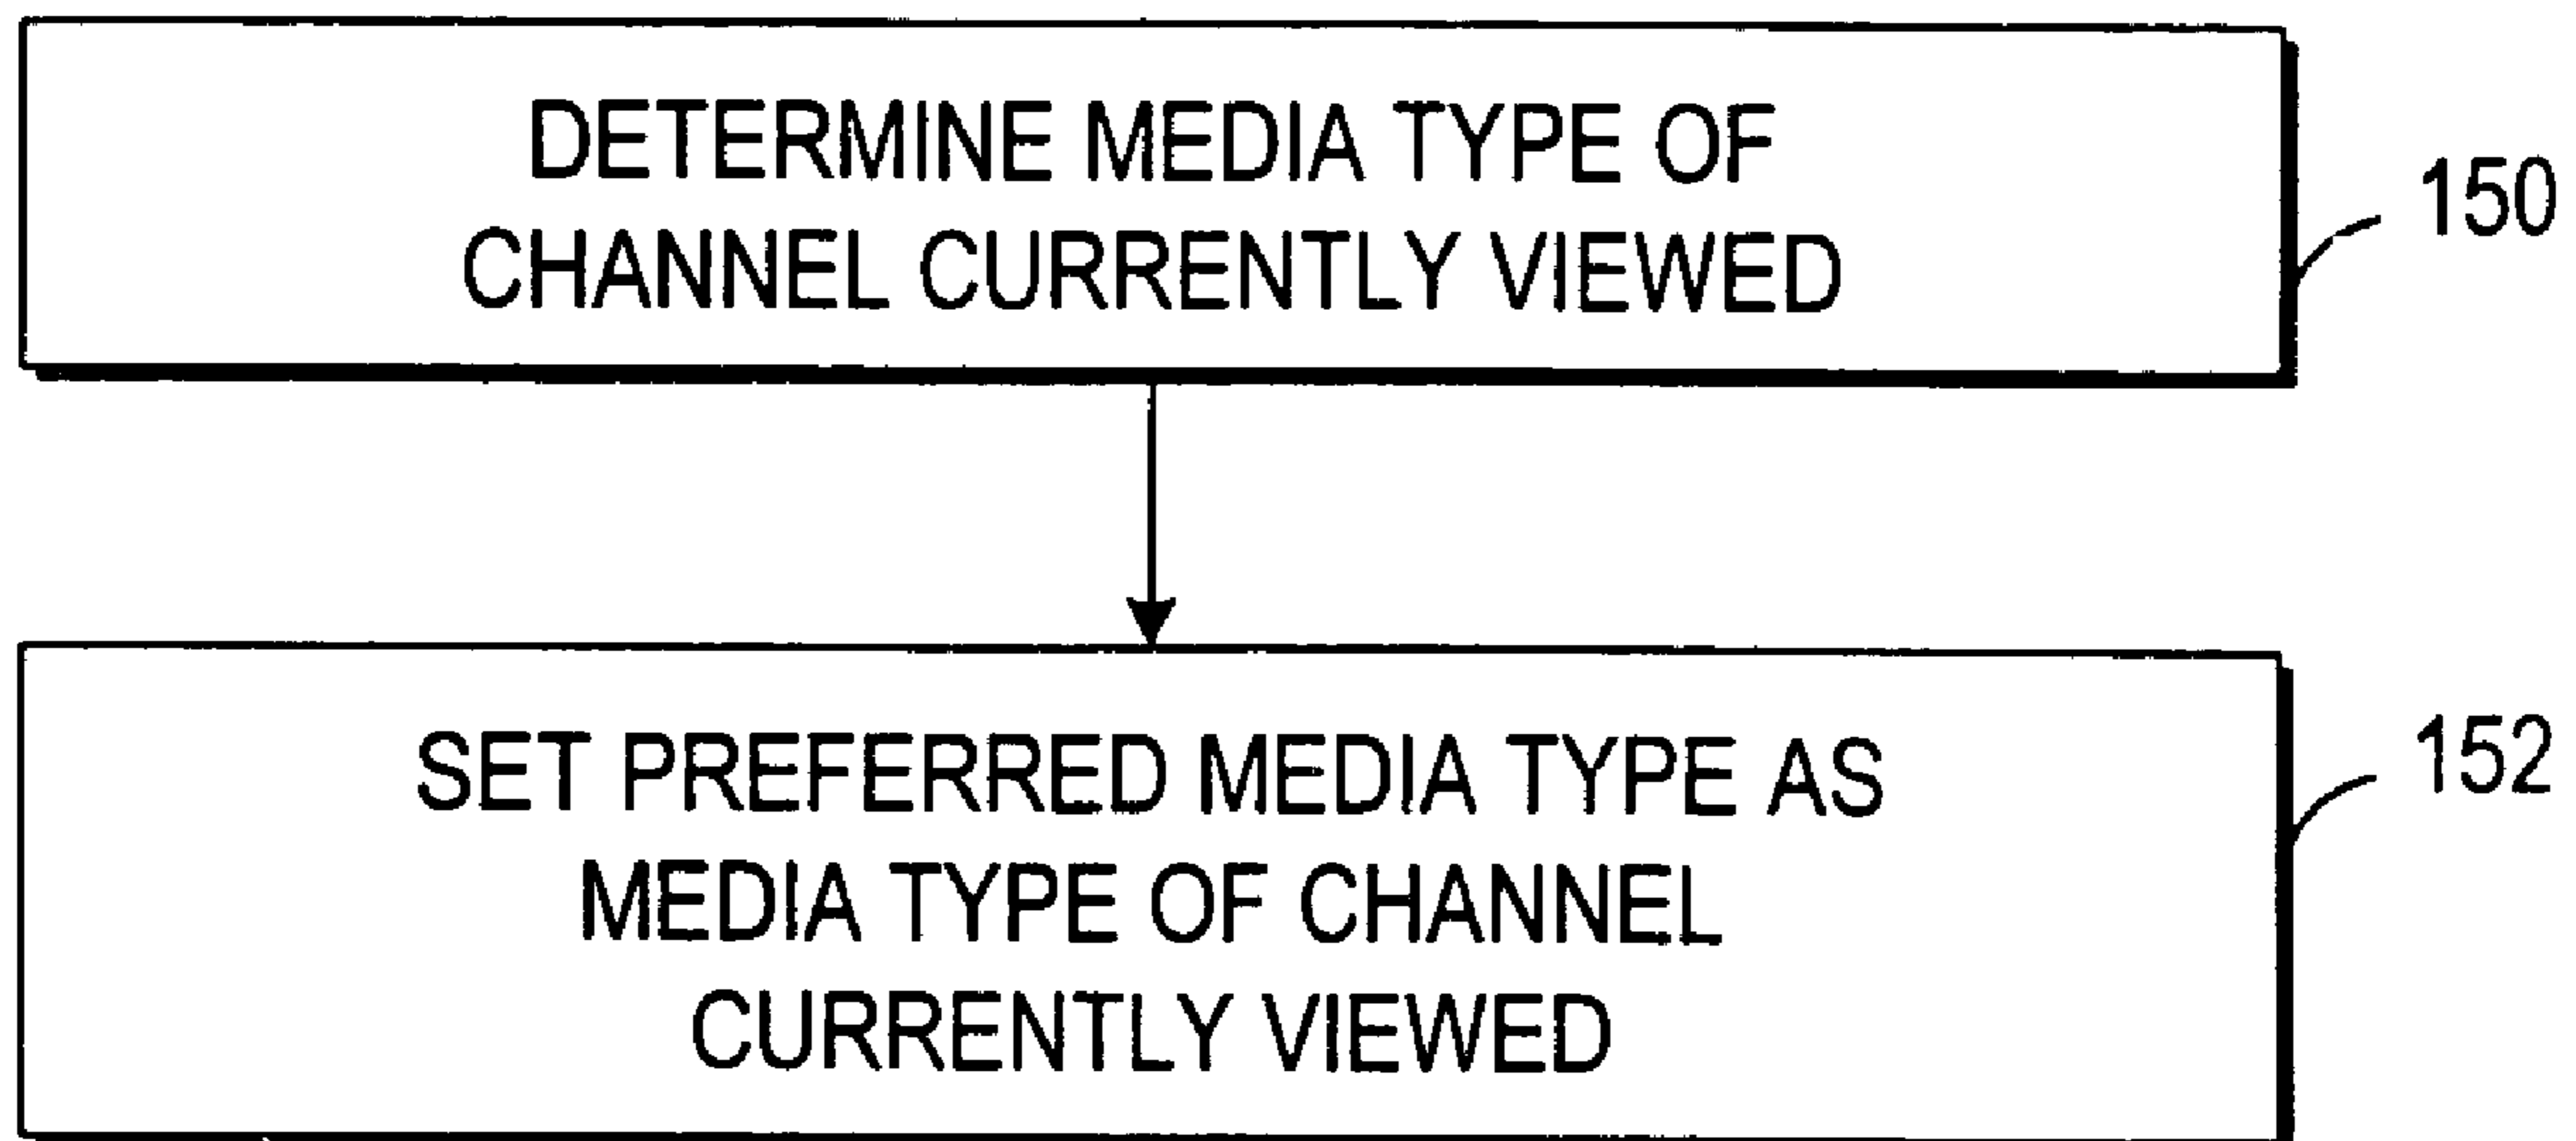 DETERMINE MEDIA TYPE OF
CHANNEL CURRENTLY VIEWED
150
SET PREFERRED MEDIA TYPE AS
MEDIA TYPE OF CHANNEL
CURRENTLY VIEWED
152